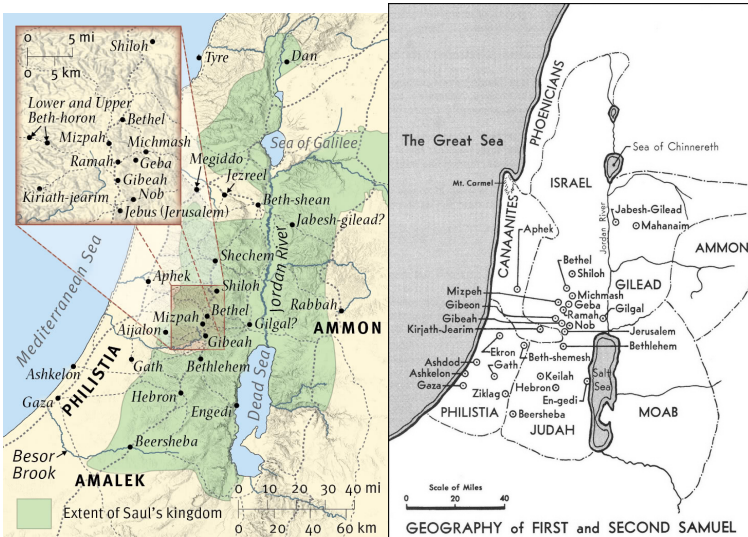 0 5 mi
0 5 km
Shiloh
Lower and Upper
Beth-horon
Bethel
Mizpah
Michmash
Ramah
Geba
Gibeah
Kiriath-jearim
Nob
Jebus (Jerusalem)
Tyre
Dan
Sea of Galilee
Megiddo
Jezreel
Beth-shean
Jabesh-gilead?
Mediterranean Sea
Jordan River
Shechem
Aphek
Shiloh
Rabbah
Bethel
Mizpah
Gilgal?
AMMON
Aijalon
Gibeah
PHILISTIA
Ashkelon
Gath
Bethlehem
Dead Sea
Gaza
Hebron
Engedi
Besor
Brook
Beersheba
AMALEK
0 20 40 mi
0 20 40 60 km
Extent of Saul's kingdom
The Great Sea
PHOENICIANS
Sea of Chinnereth
Mt. Carmel
ISRAEL
CANAANITES
Jordan River
Jabesh-Gilead
Mahanaim
Aphek
AMMON
Bethel
Shiloh
GILEAD
Mizpeh
Michmash
Gibeon
Geba
Gibeah
Ramah
Gilgal
Kirjath-Jearim
Nob
Jerusalem
Ekron
Beth-shemesh
Bethlehem
Ashdod
Gath
Ashkelon
Keilah
Salt
Sea
Gaza
Hebron
Ziklag
En-gedi
PHILISTIA
Beersheba
MOAB
JUDAH
Scale of Miles
0 40
GEOGRAPHY of FIRST and SECOND SAMUEL